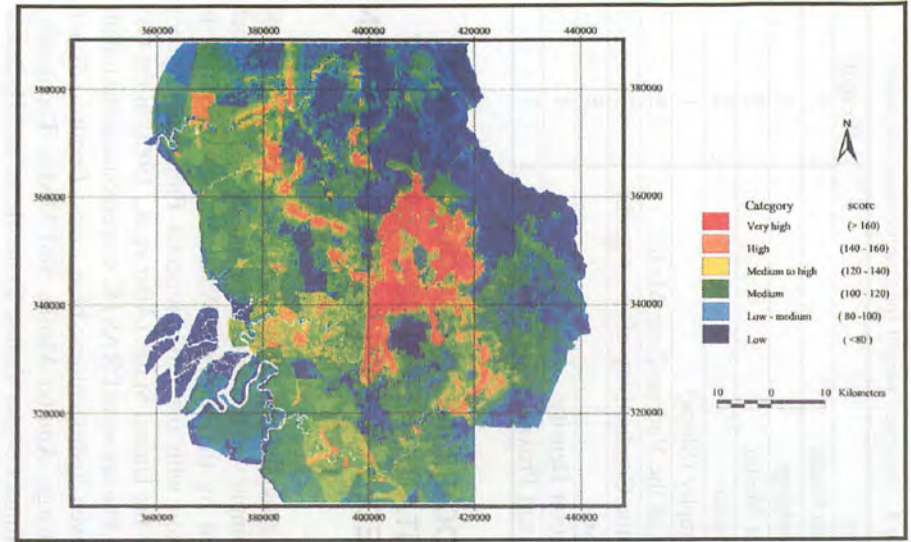 360000 380000 400000 420000 440000
380000 380000
360000 360000
340000 340000
320000 320000
360000 380000 400000 420000 440000
N
Category score
Very high (> 160)
High (140 - 160)
Medium to high (120 - 140)
Medium (100 - 120)
Low - medium ( 80 -100)
Low ( <80 )
10 0 10 Kilometers